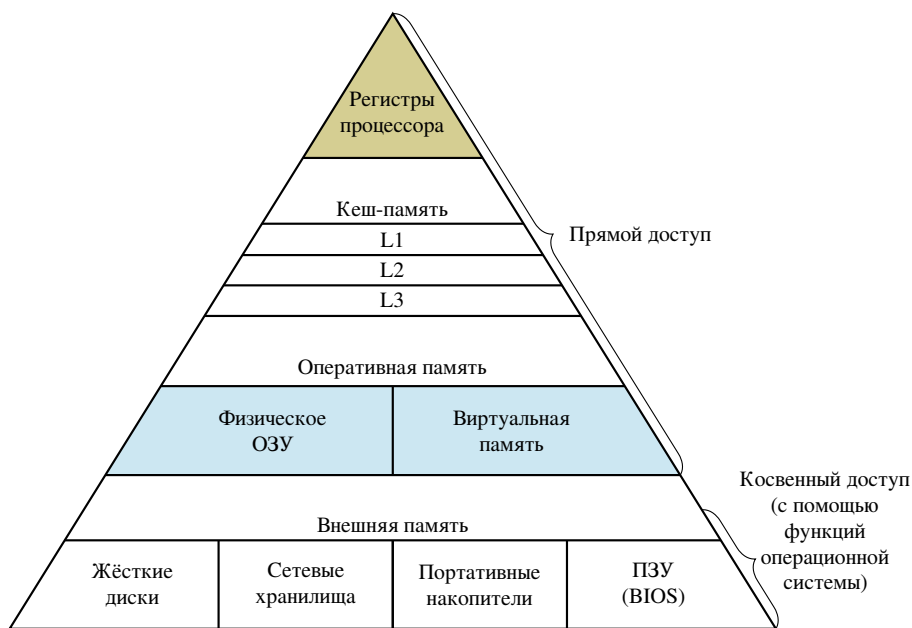 Регистры
процессора
Кеш-память
L1
L2
L3
Прямой доступ
Оперативная память
Физическое
ОЗУ
Виртуальная
память
Косвенный доступ
(с помощью
функций
операционной
системы)
Внешняя память
Жёсткие
диски
Сетевые
хранилища
Портативные
накопители
ПЗУ
(BIOS)